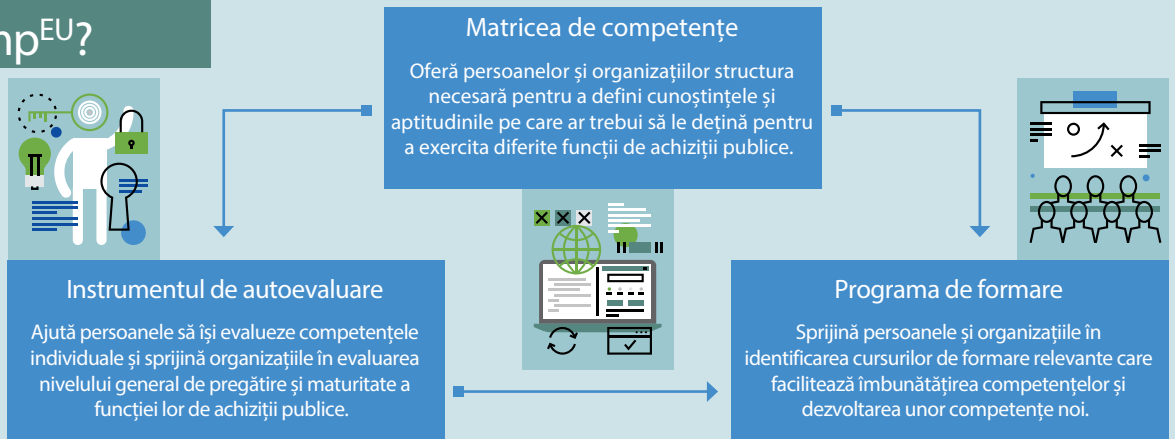 mpEU?
Matricea de competențe
Oferă persoanelor și organizațiilor structura
necesară pentru a defini cunoștințele și
aptitudinile pe care ar trebui să le dețină pentru
a exercita diferite funcții de achiziții publice.
Instrumentul de autoevaluare
Ajută persoanele să își evalueze competențele
individuale și sprijină organizațiile în evaluarea
nivelului general de pregătire și maturitate a
funcției lor de achiziții publice.
Programa de formare
Sprijină persoanele și organizațiile în
identificarea cursurilor de formare relevante care
facilitează îmbunătățirea competențelor și
dezvoltarea unor competențe noi.